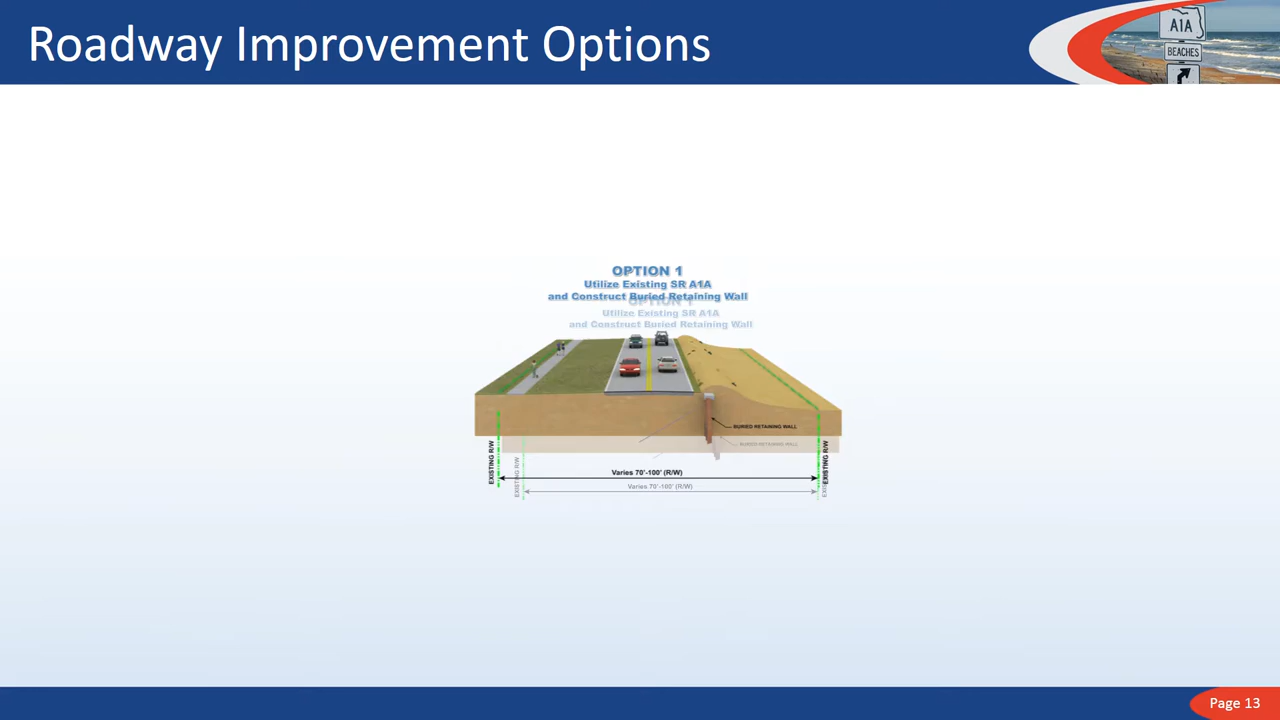 Roadway Improvement Options
A1A
BEACHES
OPTION 1
Utilize Existing SR A1A
and Construct Buried Retaining Wall
OPTION 1
Utilize Existing SR A1A
and Construct Buried Retaining Wall
BURIED RETAINING WALL
BURIED RETAINING WALL
EXISTING R/W
EXISTING R/W
EXISTING R/W
Varies 70'-100' (R/W)
Varies 70'-100' (R/W)
Page 13